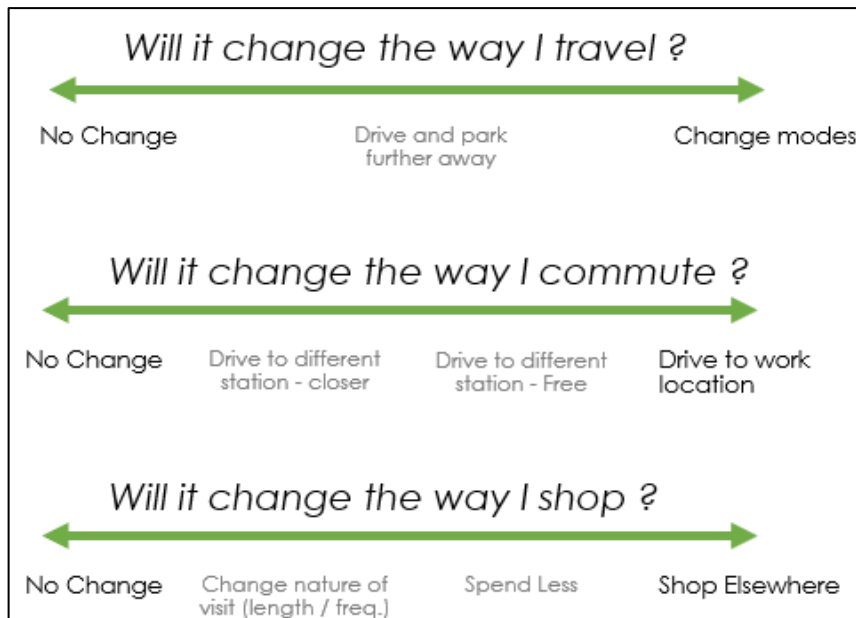 Will it change the way I travel ?
No Change
Drive and park
further away
Change modes
Will it change the way I commute ?
No Change
Drive to different
station - closer
Drive to different
station - Free
Drive to work
location
Will it change the way I shop ?
No Change
Change nature of
visit (length / freq.)
Spend Less
Shop Elsewhere